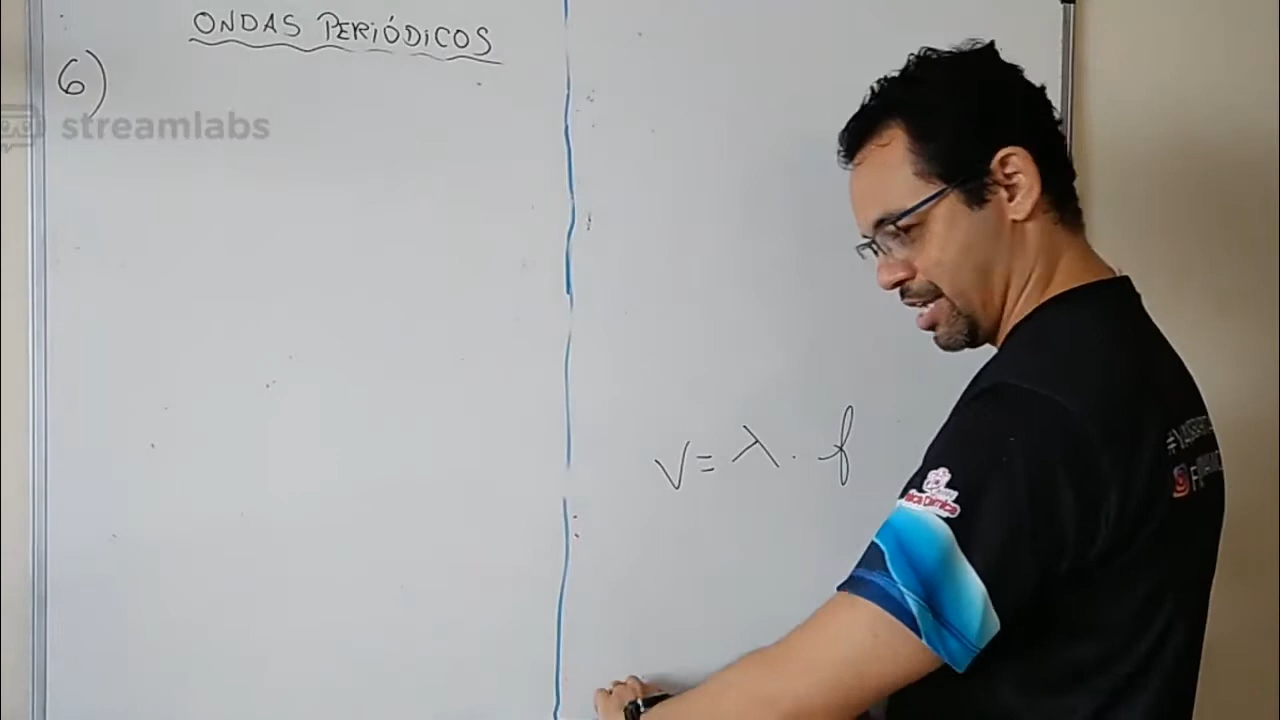 ONDAS PERIÓDICOS
6)
streamlabs
V = λ . f